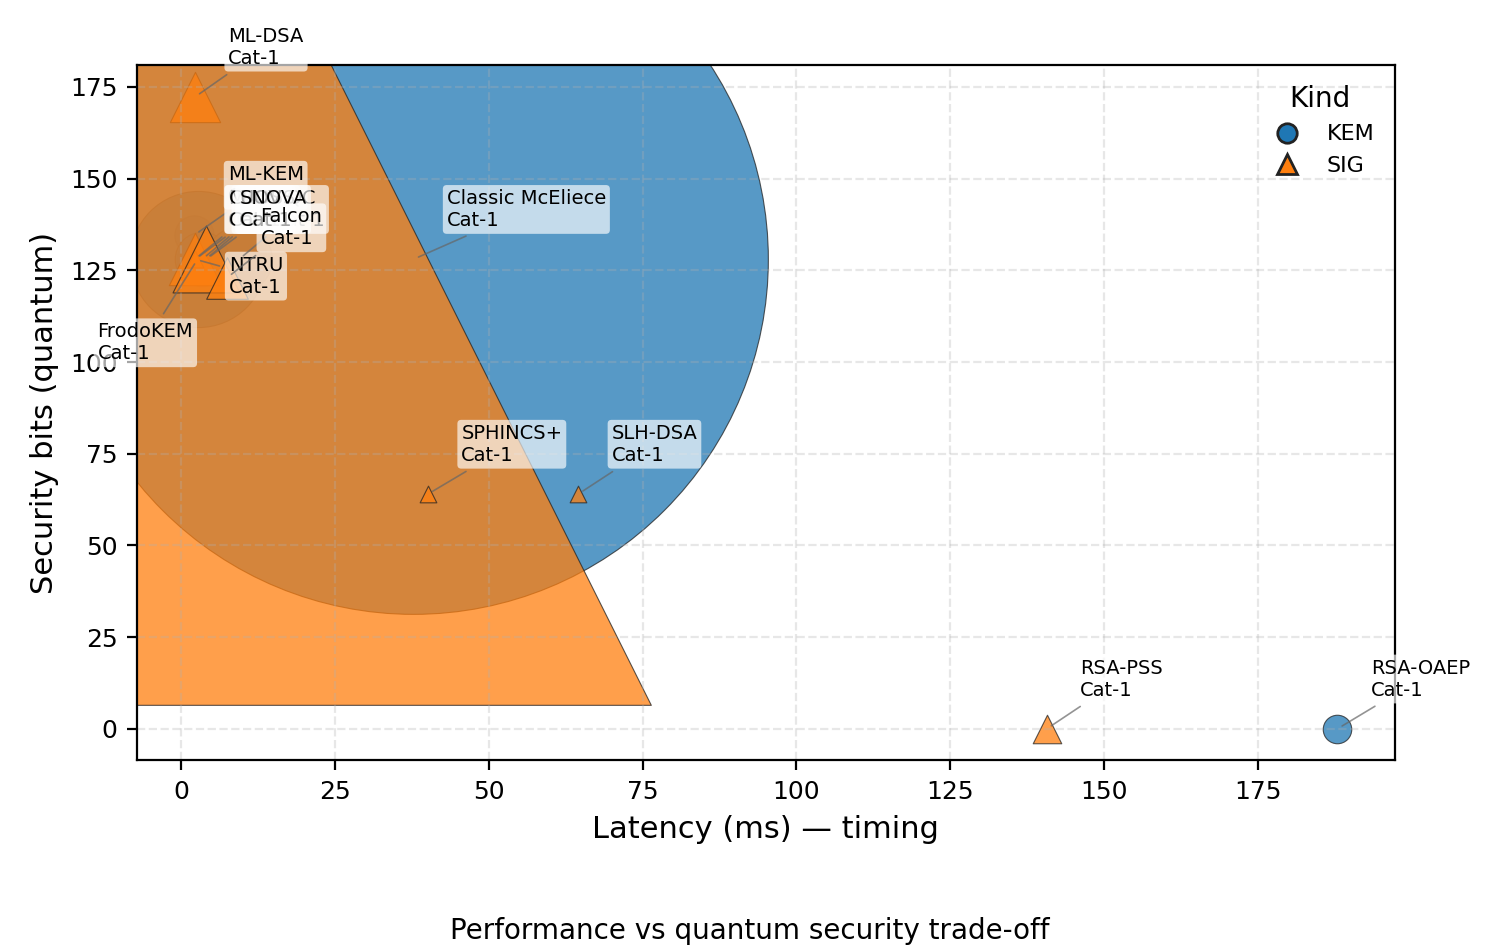 ML-DSA
Cat-1
Kind
KEM
SIG
ML-KEM
SNOVA
Falcon
Cat-1
Classic McEliece
Cat-1
NTRU
Cat-1
FrodoKEM
Cat-1
SPHINCS+
Cat-1
SLH-DSA
Cat-1
RSA-PSS
Cat-1
RSA-OAEP
Cat-1
175
150
125
100
75
50
25
0
Security bits (quantum)
0 25 50 75 100 125 150 175
Latency (ms) — timing
Performance vs quantum security trade-off